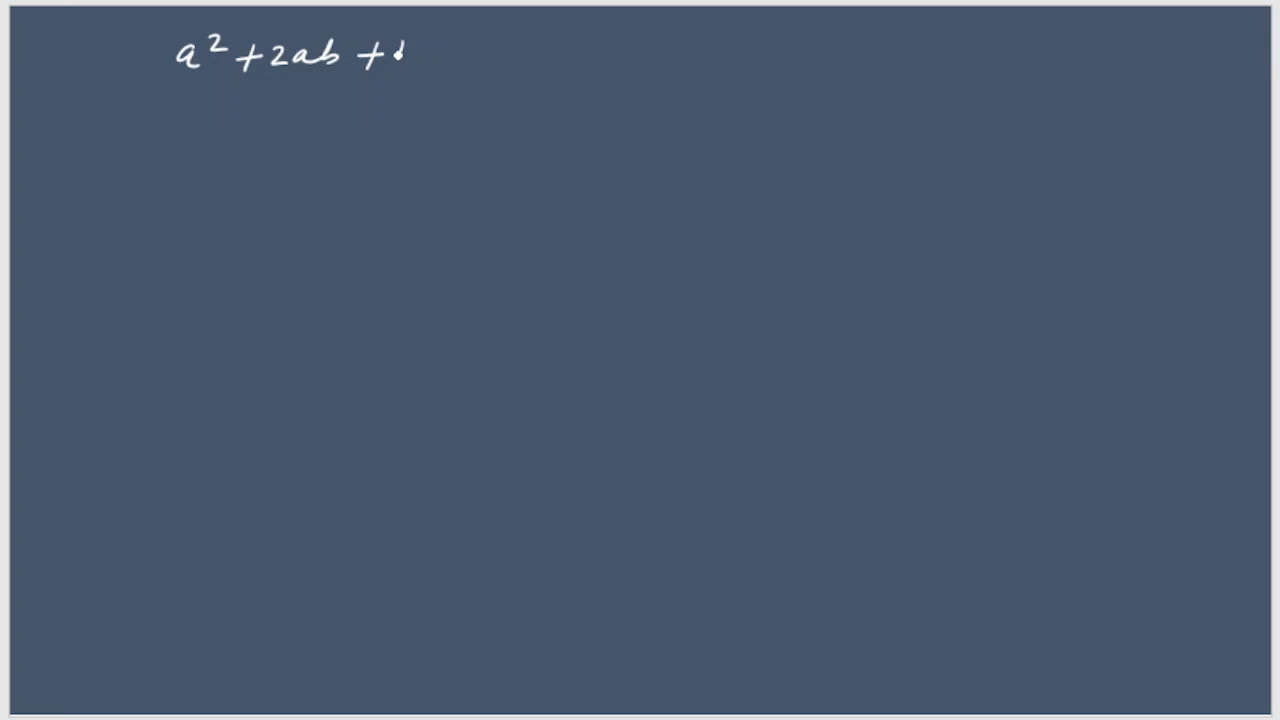 a² + 2ab +